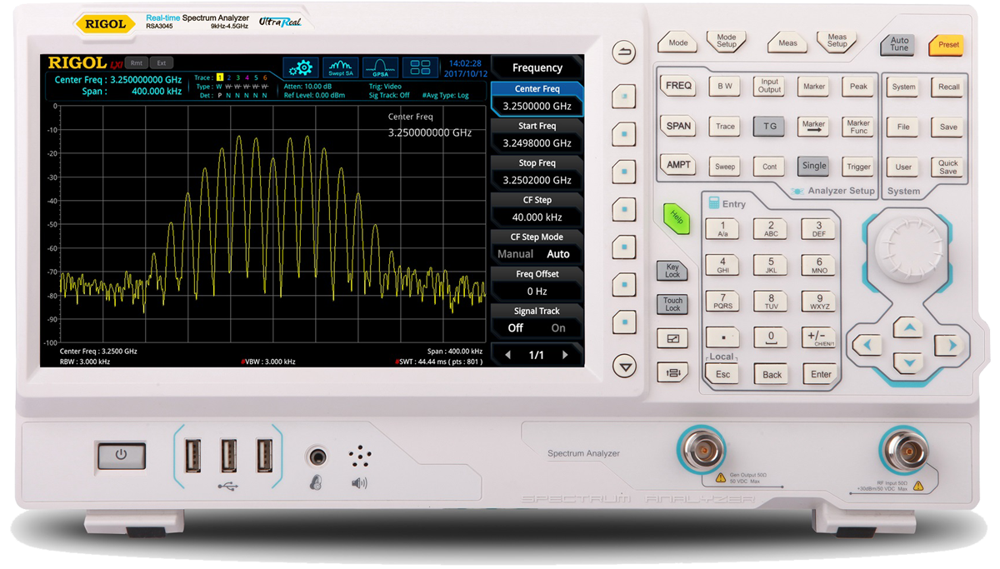 RIGOL
Real-time Spectrum Analyzer
RSA3045 9kHz-4.5GHz
UltraReal
RIGOL LXI Rmt Ext
Center Freq : 3.250000000 GHz
Span : 400.000 kHz
Trace : 1 2 3 4 5 6
Type : W W W W W W
Det : P N N N N N
Swept SA
GPSA
Atten: 10.00 dB
Ref Level: 0.00 dBm
Trig: Video
Sig Track: Off #Avg Type: Log
14:02:28
2017/10/12
0
-10
-20
-30
-40
-50
-60
-70
-80
-90
-100
Center Freq
3.250000000 GHz
Center Freq : 3.2500 GHz
Span : 400.00 kHz
RBW : 3.000 kHz
#VBW : 3.000 kHz
#SWT : 44.44 ms ( pts : 801 )
Frequency
Center Freq
3.2500000 GHz
Start Freq
3.2498000 GHz
Stop Freq
3.2502000 GHz
CF Step
40.000 kHz
CF Step Mode
Manual Auto
Freq Offset
0 Hz
Signal Track
Off On
1/1
Mode
Mode
Setup
Meas
Meas
Setup
Auto
Tune
Preset
FREQ
B W
Input
Output
Marker
Peak
System
Recall
SPAN
Trace
T G
Marker
Marker
Func
File
Save
AMPT
Sweep
Cont
Single
Trigger
User
Quick
Save
Analyzer Setup
System
Help
Key
Lock
Touch
Lock
Entry
1
A/a
2
ABC
3
DEF
4
GHI
5
JKL
6
MNO
7
PQRS
8
TUV
9
WXYZ
.
0
+/-
CH/EN/1
Local
Esc
Back
Enter
Spectrum Analyzer
Gen Output 50Ω
50 VDC Max
RF Input 50Ω
+30dBm/50 VDC Max
SPECTRUM ANALYZER